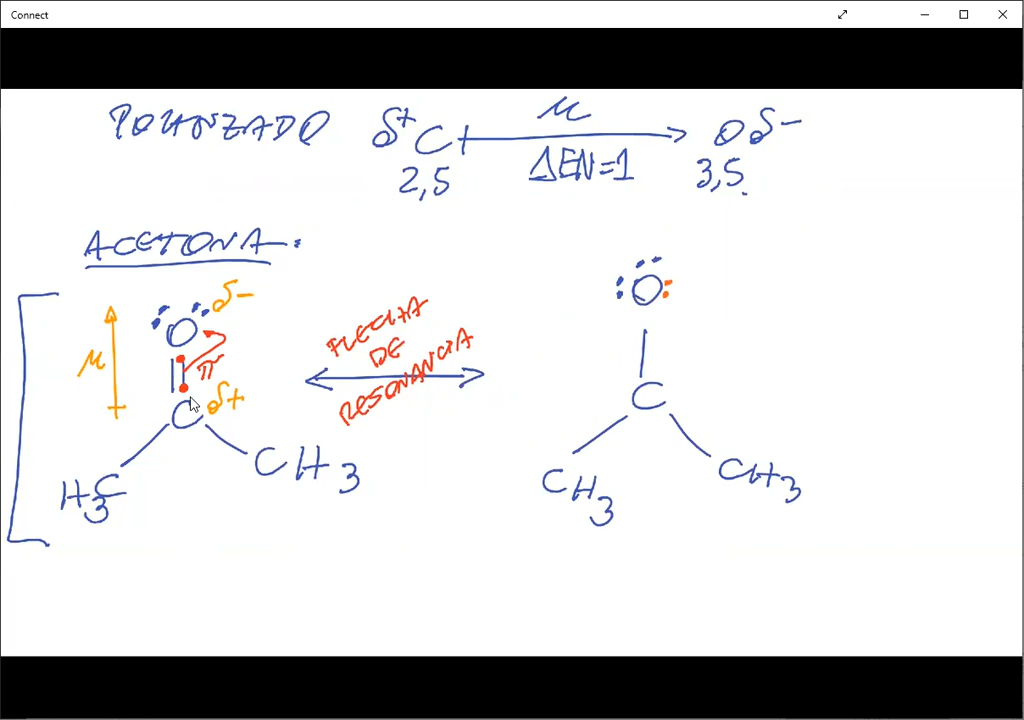 Connect
POLARIZADO δ+ C μ O δ-
2,5 ΔEN=1 3,5
ACETONA:
O δ- O
μ π FLECHA DE RESONANCIA
C δ+ C
H3C CH3 CH3 CH3